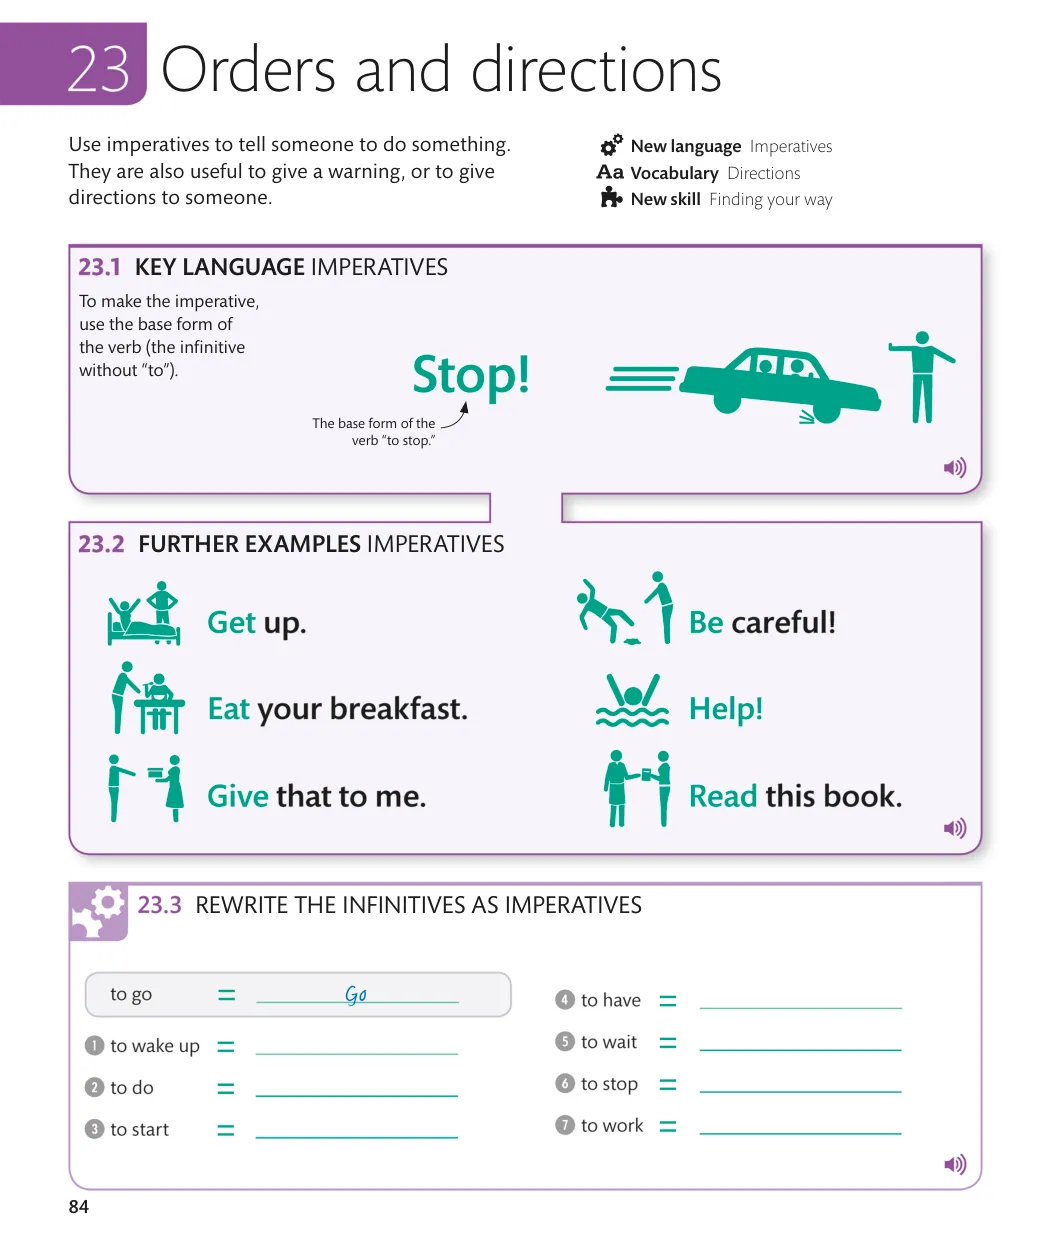 23 Orders and directions
Use imperatives to tell someone to do something.
They are also useful to give a warning, or to give
directions to someone.
New language Imperatives
Aa Vocabulary Directions
New skill Finding your way
23.1 KEY LANGUAGE IMPERATIVES
To make the imperative,
use the base form of
the verb (the infinitive
without “to”).
Stop!
The base form of the
verb “to stop.”
23.2 FURTHER EXAMPLES IMPERATIVES
Get up.
Be careful!
Eat your breakfast.
Help!
Give that to me.
Read this book.
23.3 REWRITE THE INFINITIVES AS IMPERATIVES
to go = Go
1 to wake up =
2 to do =
3 to start =
4 to have =
5 to wait =
6 to stop =
7 to work =
84